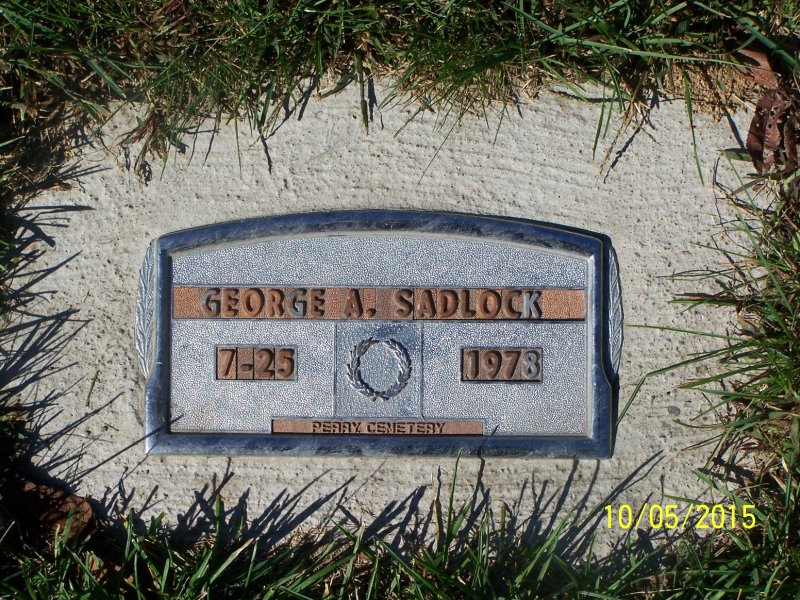 GEORGE A. SADLOCK
7-25 1978
PERRY CEMETERY
10/05/2015